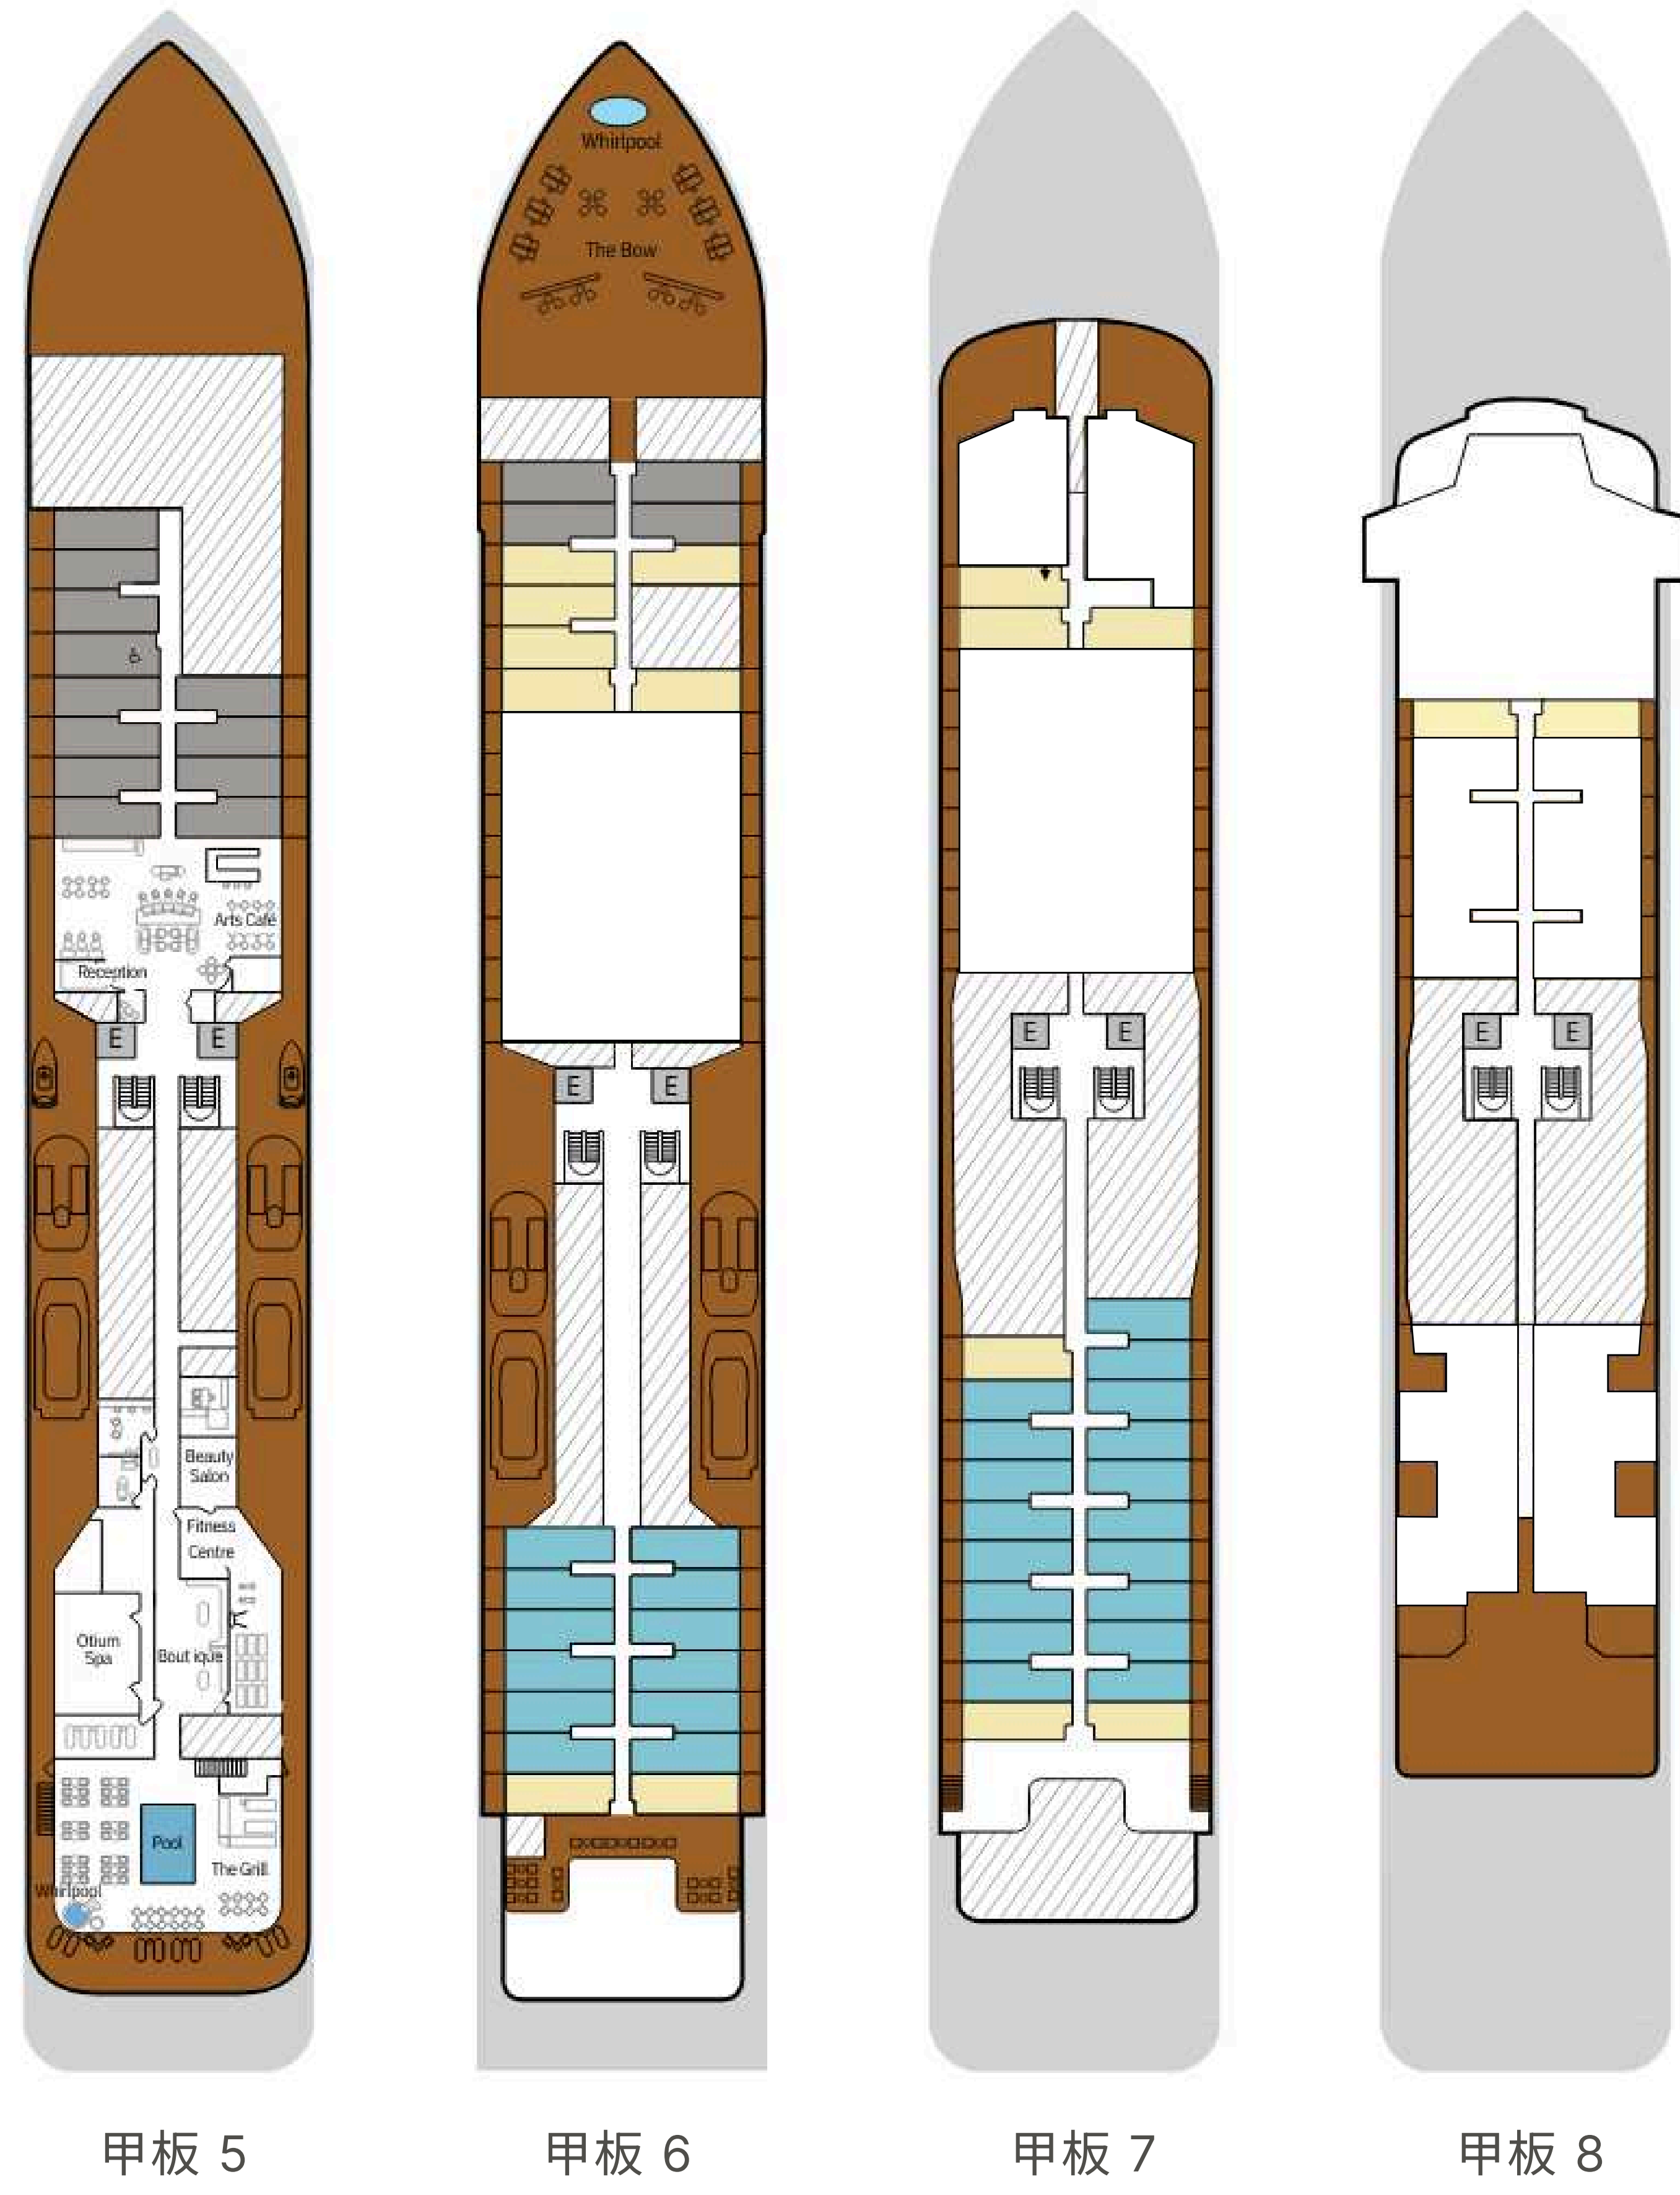 Arts Café
Reception
E
E
Beauty
Salon
Fitness
Centre
Otium
Spa
Boutique
Pool
The Grill
Whirlpool
甲板 5
Whirlpool
The Bow
E
E
甲板 6
E
E
甲板 7
E
E
甲板 8